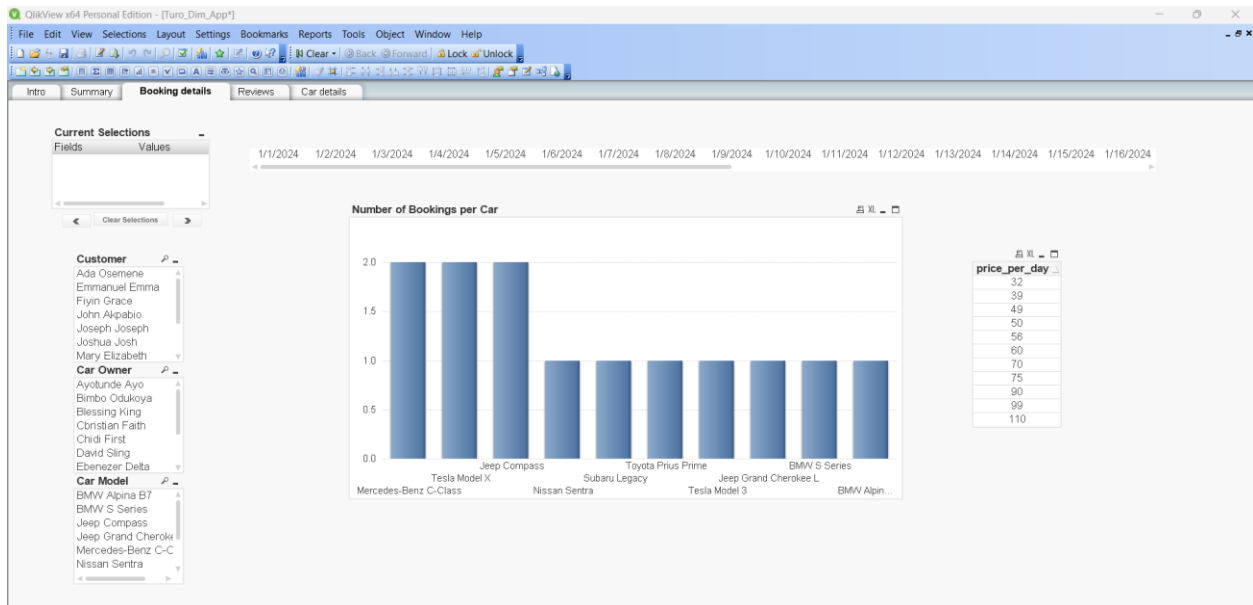 QlikView x64 Personal Edition - [Turo_Dim_App*]
File Edit View Selections Layout Settings Bookmarks Reports Tools Object Window Help
Clear Back Forward Lock Unlock
Intro Summary Booking details Reviews Car details
Current Selections
Fields Values
Clear Selections
1/1/2024 1/2/2024 1/3/2024 1/4/2024 1/5/2024 1/6/2024 1/7/2024 1/8/2024 1/9/2024 1/10/2024 1/11/2024 1/12/2024 1/13/2024 1/14/2024 1/15/2024 1/16/2024
Customer
Ada Osemene
Emmanuel Emma
Fiyin Grace
John Akpabio
Joseph Joseph
Joshua Josh
Mary Elizabeth
Car Owner
Ayotunde Ayo
Bimbo Odukoya
Blessing King
Christian Faith
Chidi First
David Sling
Ebenezer Delta
Car Model
BMW Alpina B7
BMW S Series
Jeep Compass
Jeep Grand Cheroke
Mercedes-Benz C-C
Nissan Sentra
Number of Bookings per Car
XL
2.0
1.5
1.0
0.5
0.0
Jeep Compass Toyota Prius Prime BMW S Series
Tesla Model X Subaru Legacy Jeep Grand Cherokee L
Mercedes-Benz C-Class Nissan Sentra Tesla Model 3 BMW Alpin...
XL
price_per_day
32
39
49
50
56
60
70
75
90
99
110